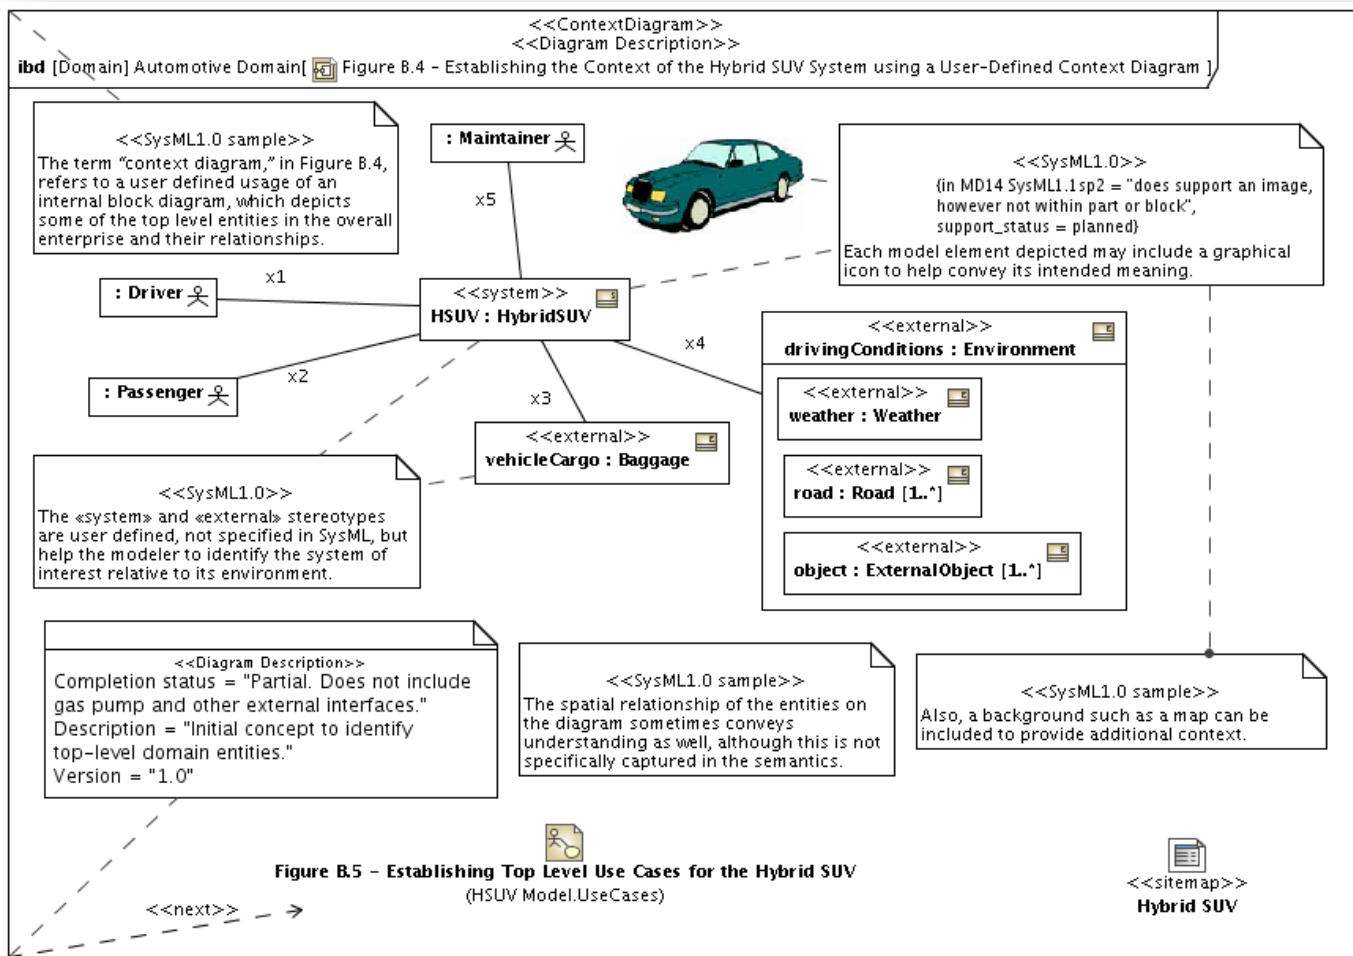 <<ContextDiagram>>
<<Diagram Description>>
ibd [Domain] Automotive Domain[ Figure B.4 - Establishing the Context of the Hybrid SUV System using a User-Defined Context Diagram ]
<<SysML1.0 sample>>
The term "context diagram," in Figure B.4,
refers to a user defined usage of an
internal block diagram, which depicts
some of the top level entities in the overall
enterprise and their relationships.
: Maintainer
<<SysML1.0>>
{in MD14 SysML1.1sp2 = "does support an image,
however not within part or block",
support_status = planned}
Each model element depicted may include a graphical
icon to help convey its intended meaning.
x5
x1
: Driver
<<system>>
HSUV : HybridSUV
x4
<<external>>
drivingConditions : Environment
x2
: Passenger
x3
<<external>>
weather : Weather
<<external>>
vehicleCargo : Baggage
<<external>>
road : Road [1..*]
<<external>>
object : ExternalObject [1..*]
<<SysML1.0>>
The «system» and «external» stereotypes
are user defined, not specified in SysML, but
help the modeler to identify the system of
interest relative to its environment.
<<Diagram Description>>
Completion status = "Partial. Does not include
gas pump and other external interfaces."
Description = "Initial concept to identify
top-level domain entities."
Version = "1.0"
<<SysML1.0 sample>>
The spatial relationship of the entities on
the diagram sometimes conveys
understanding as well, although this is not
specifically captured in the semantics.
<<SysML1.0 sample>>
Also, a background such as a map can be
included to provide additional context.
Figure B.5 - Establishing Top Level Use Cases for the Hybrid SUV
(HSUV Model.UseCases)
<<next>>
<<sitemap>>
Hybrid SUV